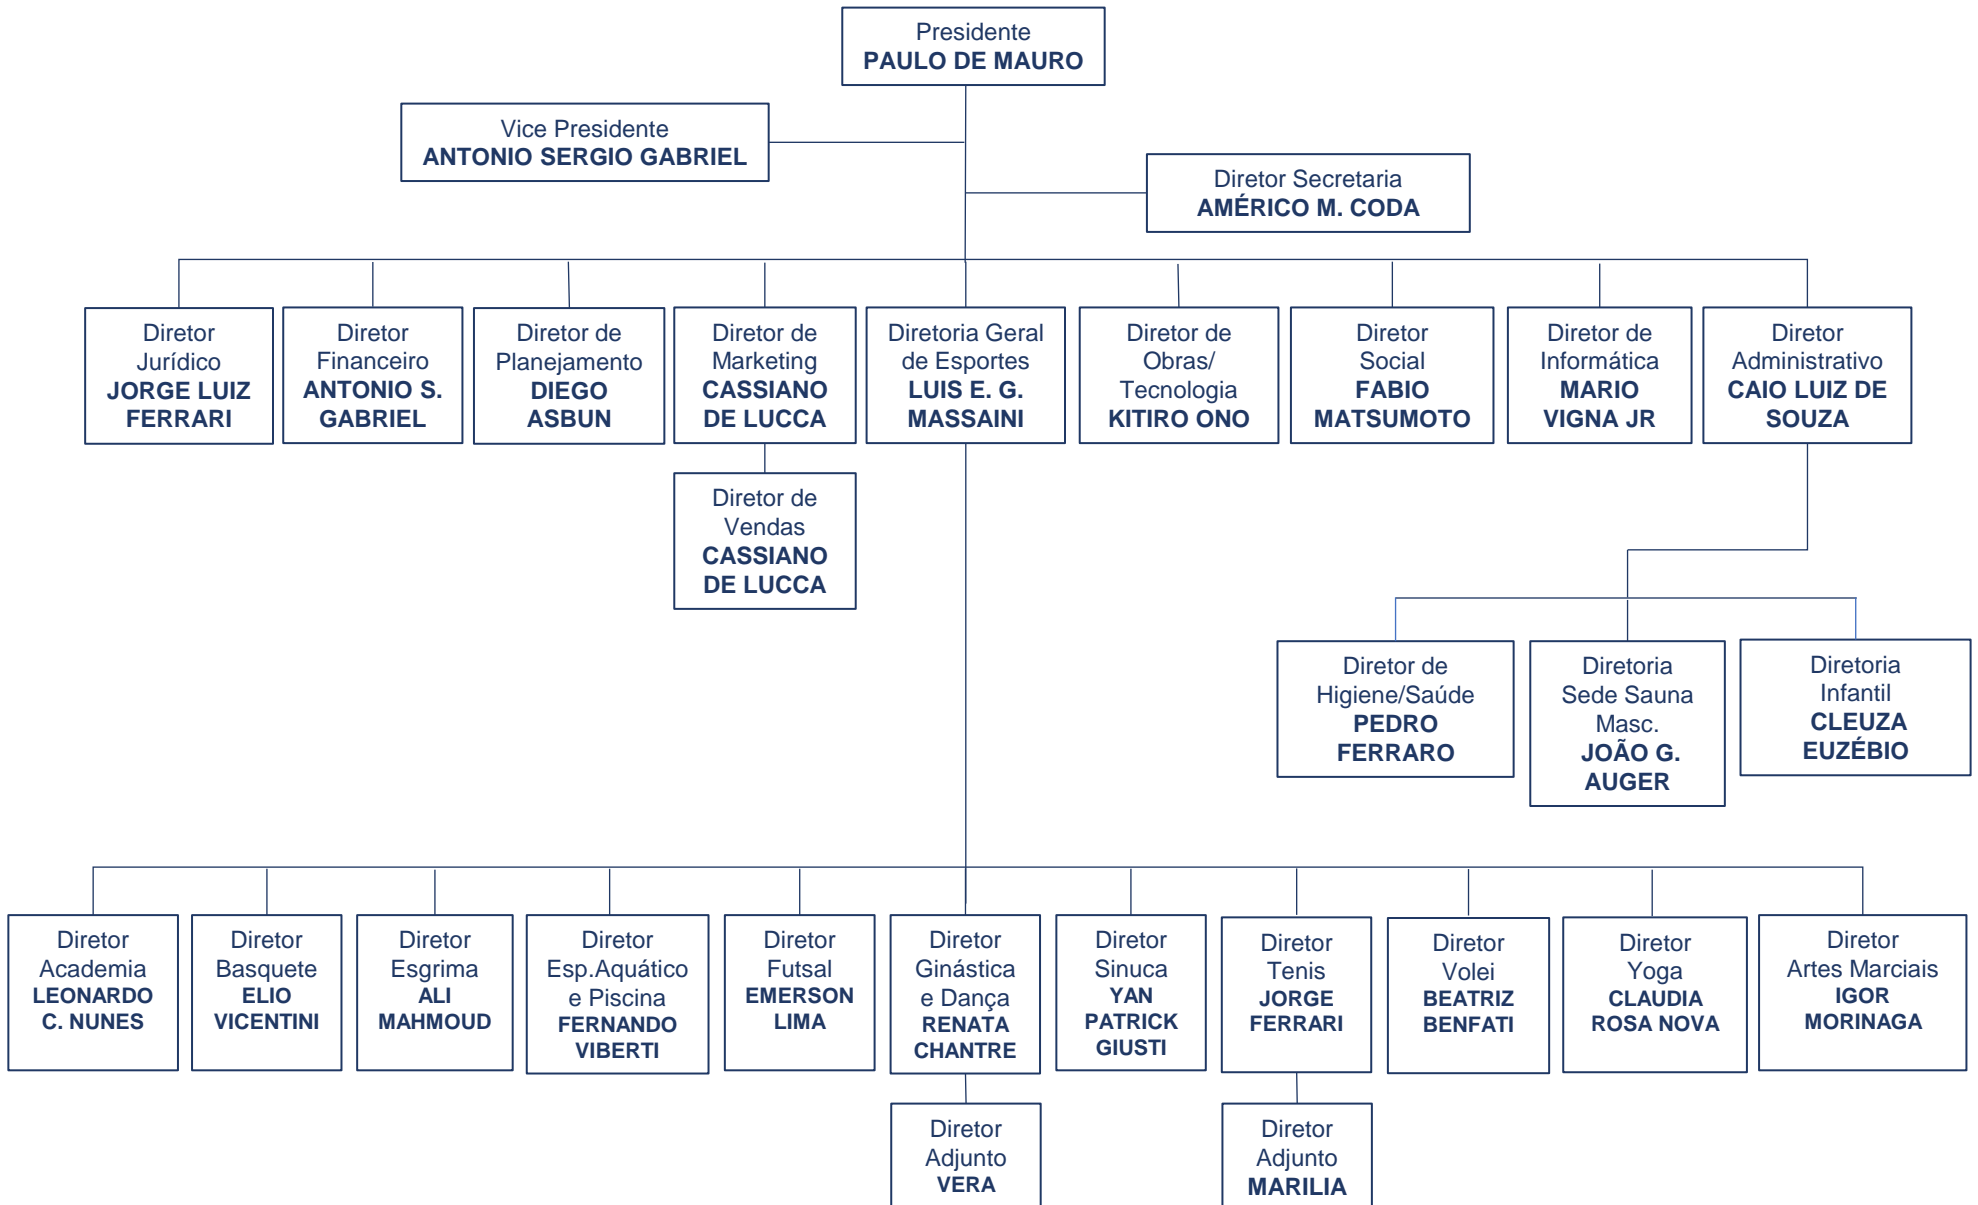 Presidente
PAULO DE MAURO
Vice Presidente
ANTONIO SERGIO GABRIEL
Diretor Secretaria
AMÉRICO M. CODA
Diretor
Jurídico
JORGE LUIZ
FERRARI
Diretor
Financeiro
ANTONIO S.
GABRIEL
Diretor de
Planejamento
DIEGO
ASBUN
Diretor de
Marketing
CASSIANO
DE LUCCA
Diretoria Geral
de Esportes
LUIS E. G.
MASSAINI
Diretor de
Obras/
Tecnologia
KITIRO ONO
Diretor
Social
FABIO
MATSUMOTO
Diretor de
Informática
MARIO
VIGNA JR
Diretor
Administrativo
CAIO LUIZ DE
SOUZA
Diretor de
Vendas
CASSIANO
DE LUCCA
Diretor de
Higiene/Saúde
PEDRO
FERRARO
Diretoria
Sede Sauna
Masc.
JOÃO G.
AUGER
Diretoria
Infantil
CLEUZA
EUZÉBIO
Diretor
Academia
LEONARDO
C. NUNES
Diretor
Basquete
ELIO
VICENTINI
Diretor
Esgrima
ALI
MAHMOUD
Diretor
Esp.Aquático
e Piscina
FERNANDO
VIBERTI
Diretor
Futsal
EMERSON
LIMA
Diretor
Ginástica
e Dança
RENATA
CHANTRE
Diretor
Sinuca
YAN
PATRICK
GIUSTI
Diretor
Tenis
JORGE
FERRARI
Diretor
Volei
BEATRIZ
BENFATI
Diretor
Yoga
CLAUDIA
ROSA NOVA
Diretor
Artes Marciais
IGOR
MORINAGA
Diretor
Adjunto
VERA
Diretor
Adjunto
MARILIA